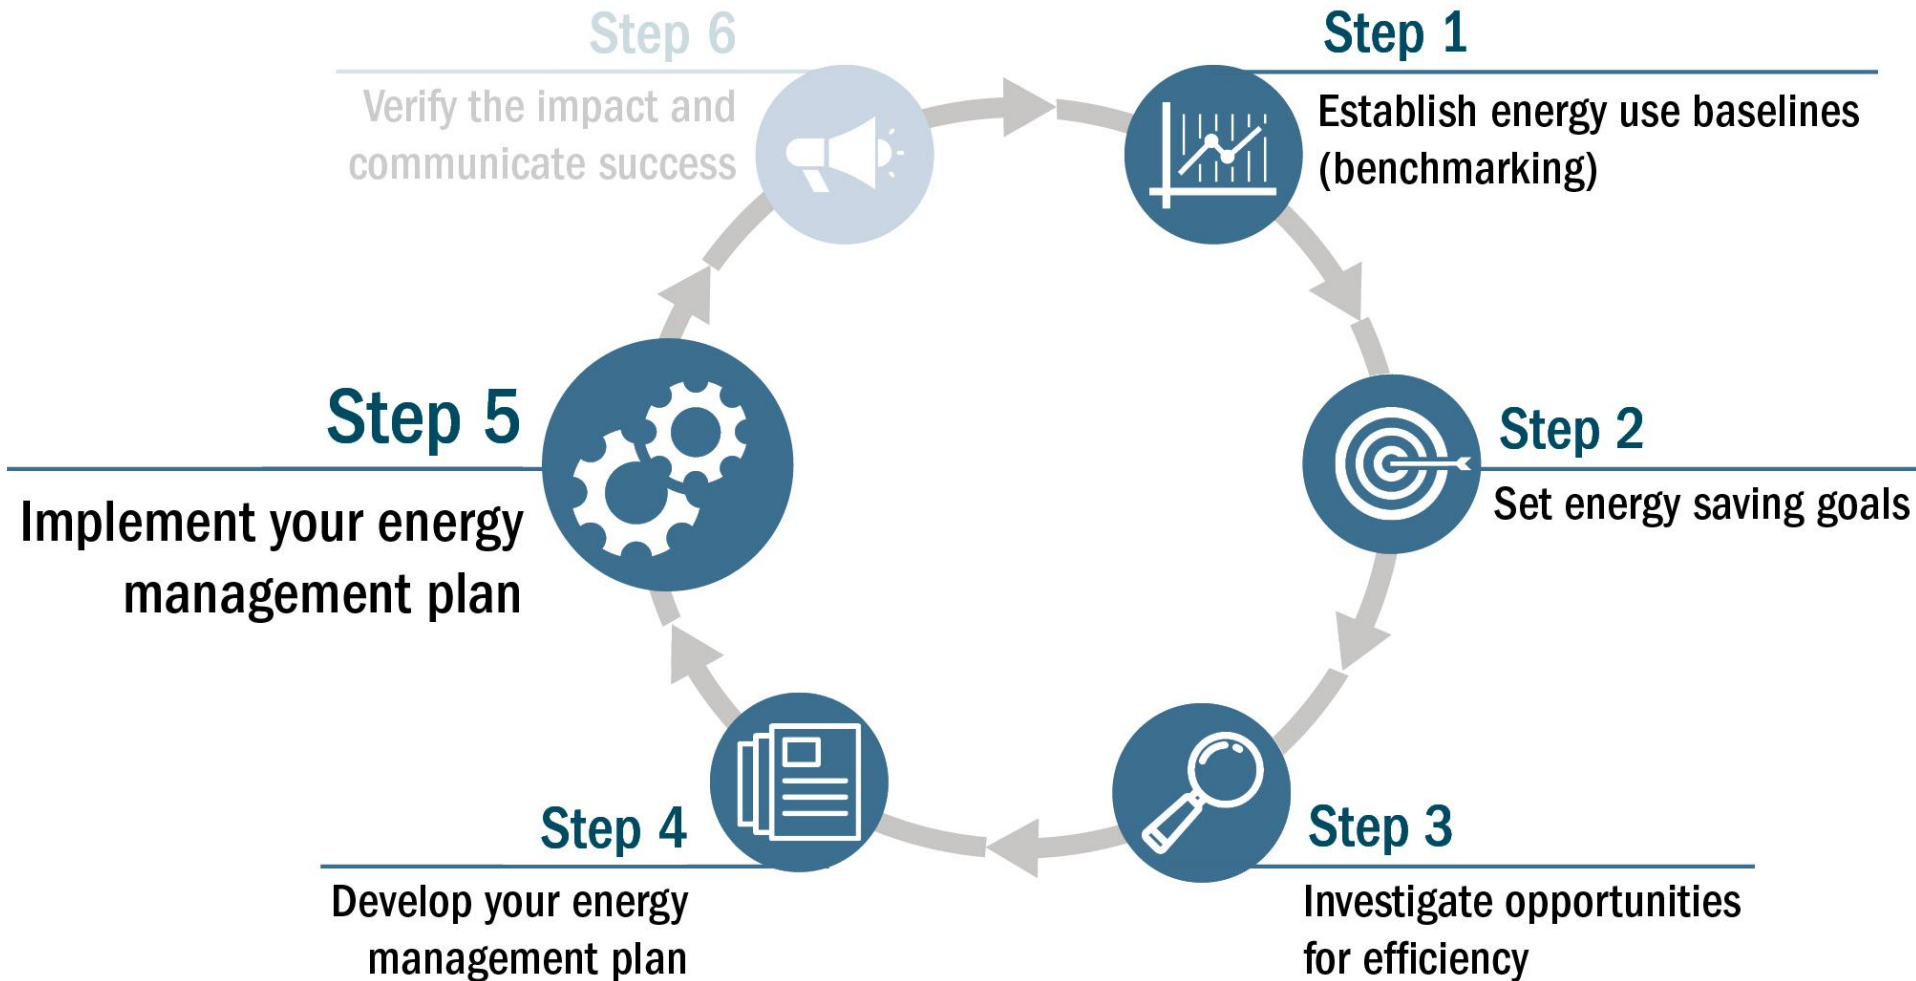 Step 1
Establish energy use baselines
(benchmarking)
Step 2
Set energy saving goals
Step 3
Investigate opportunities
for efficiency
Step 4
Develop your energy
management plan
Step 5
Implement your energy
management plan
Step 6
Verify the impact and
communicate success